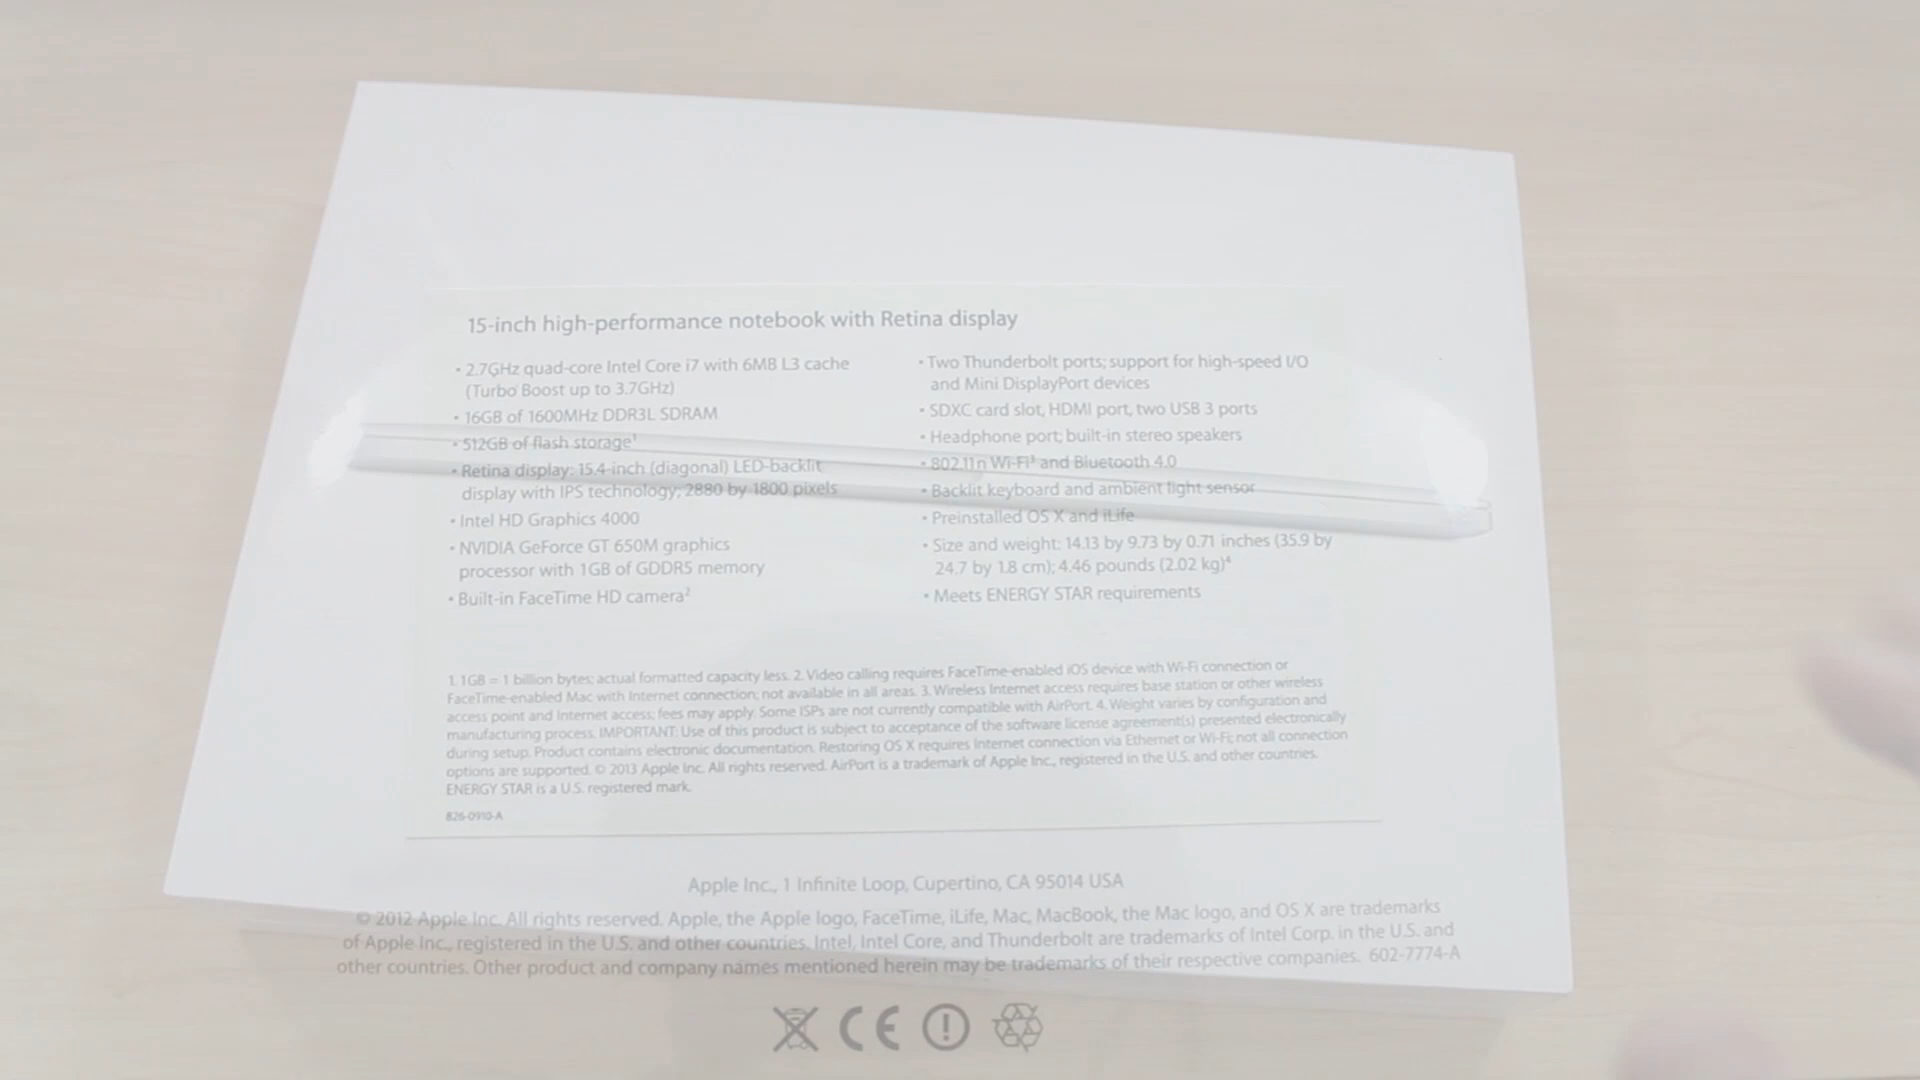 15-inch high-performance notebook with Retina display
• 2.7GHz quad-core Intel Core i7 with 6MB L3 cache
(Turbo Boost up to 3.7GHz)
• 16GB of 1600MHz DDR3L SDRAM
• 512GB of flash storage¹
• Retina display: 15.4-inch (diagonal) LED-backlit
display with IPS technology; 2880 by 1800 pixels
• Intel HD Graphics 4000
• NVIDIA GeForce GT 650M graphics
processor with 1GB of GDDR5 memory
• Built-in FaceTime HD camera²
• Two Thunderbolt ports; support for high-speed I/O
and Mini DisplayPort devices
• SDXC card slot, HDMI port, two USB 3 ports
• Headphone port; built-in stereo speakers
• 802.11n Wi-Fi³ and Bluetooth 4.0
• Backlit keyboard and ambient light sensor
• Preinstalled OS X and iLife
• Size and weight: 14.13 by 9.73 by 0.71 inches (35.9 by
24.7 by 1.8 cm); 4.46 pounds (2.02 kg)⁴
• Meets ENERGY STAR requirements
1. 1GB = 1 billion bytes; actual formatted capacity less. 2. Video calling requires FaceTime-enabled iOS device with Wi-Fi connection or
FaceTime-enabled Mac with Internet connection; not available in all areas. 3. Wireless Internet access requires base station or other wireless
access point and Internet access; fees may apply. Some ISPs are not currently compatible with AirPort. 4. Weight varies by configuration and
manufacturing process. IMPORTANT: Use of this product is subject to acceptance of the software license agreement(s) presented electronically
during setup. Product contains electronic documentation. Restoring OS X requires Internet connection via Ethernet or Wi-Fi; not all connection
options are supported. © 2013 Apple Inc. All rights reserved. AirPort is a trademark of Apple Inc., registered in the U.S. and other countries.
ENERGY STAR is a U.S. registered mark.
826-0910-A
Apple Inc., 1 Infinite Loop, Cupertino, CA 95014 USA
© 2012 Apple Inc. All rights reserved. Apple, the Apple logo, FaceTime, iLife, Mac, MacBook, the Mac logo, and OS X are trademarks
of Apple Inc., registered in the U.S. and other countries. Intel, Intel Core, and Thunderbolt are trademarks of Intel Corp. in the U.S. and
other countries. Other product and company names mentioned herein may be trademarks of their respective companies. 602-7774-A
CE